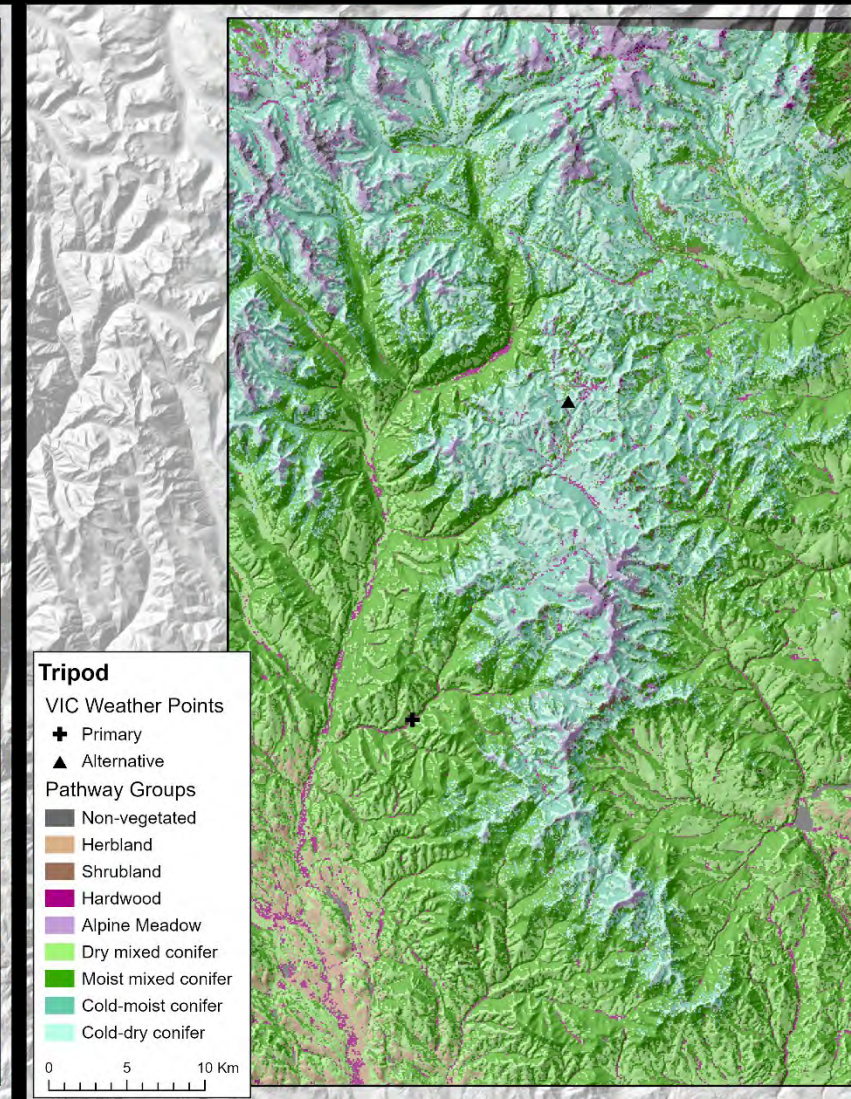 Tripod
VIC Weather Points
Primary
Alternative
Pathway Groups
Non-vegetated
Herbland
Shrubland
Hardwood
Alpine Meadow
Dry mixed conifer
Moist mixed conifer
Cold-moist conifer
Cold-dry conifer
0 5 10 Km